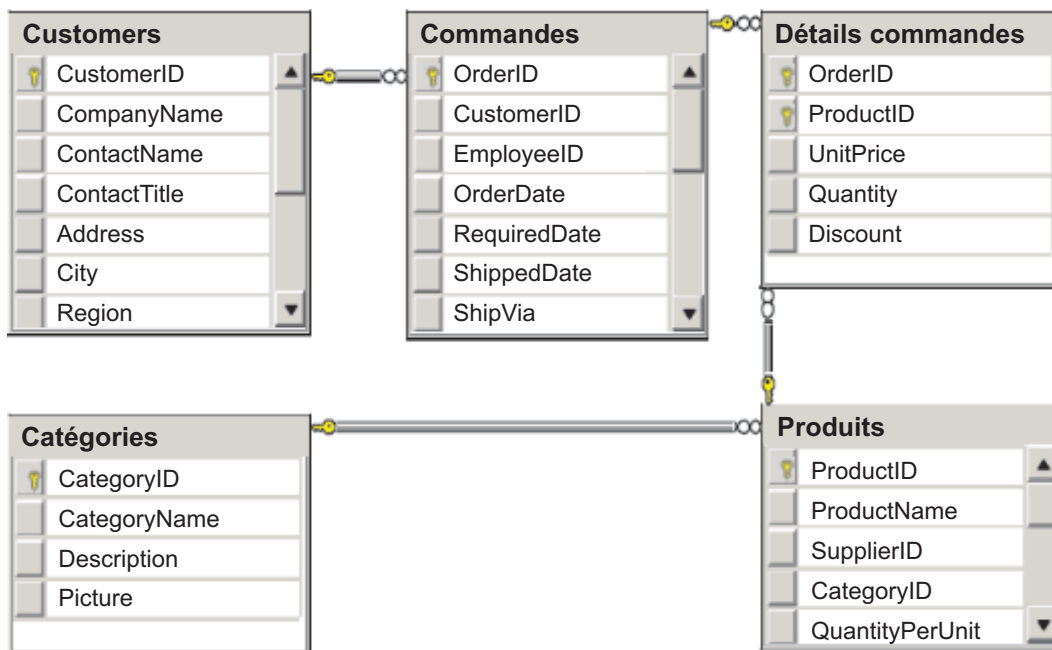 Customers
CustomerID
CompanyName
ContactName
ContactTitle
Address
City
Region
Commandes
OrderID
CustomerID
EmployeeID
OrderDate
RequiredDate
ShippedDate
ShipVia
Détails commandes
OrderID
ProductID
UnitPrice
Quantity
Discount
Catégories
CategoryID
CategoryName
Description
Picture
Produits
ProductID
ProductName
SupplierID
CategoryID
QuantityPerUnit